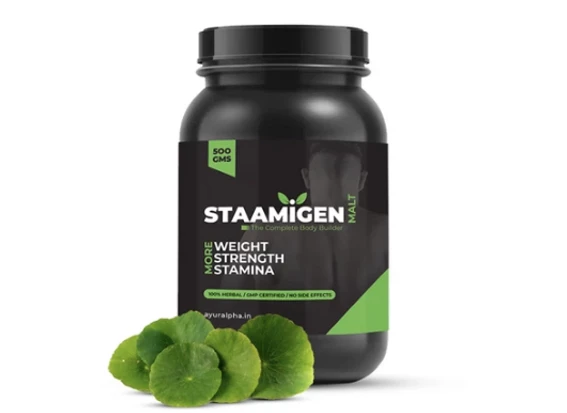 500
GMS
STAAMIGEN MALT
The Complete Body Builder
MORE
WEIGHT
STRENGTH
STAMINA
100% HERBAL / GMP CERTIFIED / NO SIDE EFFECTS
ayuralpha.in